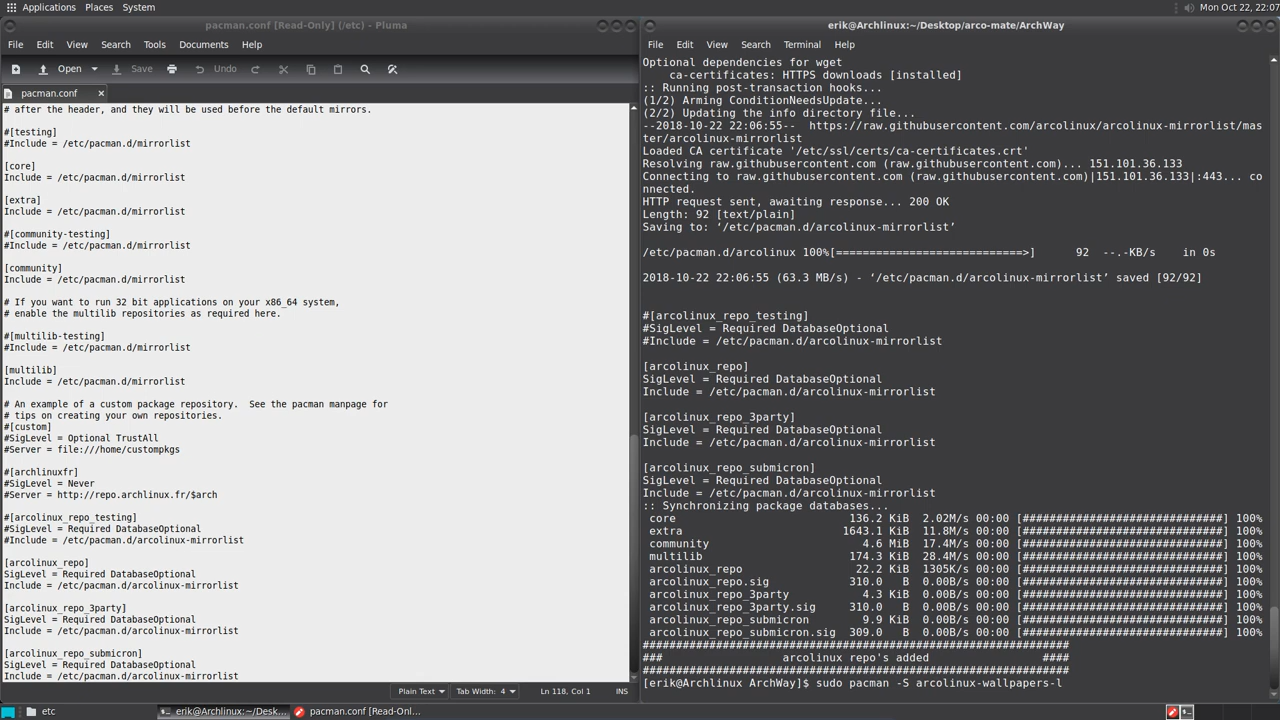 Applications Places System
Mon Oct 22, 22:07
pacman.conf [Read-Only] (/etc) - Pluma
File Edit View Search Tools Documents Help
Open Save Undo
pacman.conf
# after the header, and they will be used before the default mirrors.
#[testing]
#Include = /etc/pacman.d/mirrorlist
[core]
Include = /etc/pacman.d/mirrorlist
[extra]
Include = /etc/pacman.d/mirrorlist
#[community-testing]
#Include = /etc/pacman.d/mirrorlist
[community]
Include = /etc/pacman.d/mirrorlist
# If you want to run 32 bit applications on your x86_64 system,
# enable the multilib repositories as required here.
#[multilib-testing]
#Include = /etc/pacman.d/mirrorlist
[multilib]
Include = /etc/pacman.d/mirrorlist
# An example of a custom package repository.  See the pacman manpage for
# tips on creating your own repositories.
#[custom]
#SigLevel = Optional TrustAll
#Server = file:///home/custompkgs
#[archlinuxfr]
#SigLevel = Never
#Server = http://repo.archlinux.fr/$arch
#[arcolinux_repo_testing]
#SigLevel = Required DatabaseOptional
#Include = /etc/pacman.d/arcolinux-mirrorlist
[arcolinux_repo]
SigLevel = Required DatabaseOptional
Include = /etc/pacman.d/arcolinux-mirrorlist
[arcolinux_repo_3party]
SigLevel = Required DatabaseOptional
Include = /etc/pacman.d/arcolinux-mirrorlist
[arcolinux_repo_submicron]
SigLevel = Required DatabaseOptional
Include = /etc/pacman.d/arcolinux-mirrorlist
Plain Text Tab Width: 4 Ln 118, Col 1 INS
erik@Archlinux:~/Desktop/arco-mate/ArchWay
File Edit View Search Terminal Help
Optional dependencies for wget
    ca-certificates: HTTPS downloads [installed]
:: Running post-transaction hooks...
(1/2) Arming ConditionNeedsUpdate...
(2/2) Updating the info directory file...
--2018-10-22 22:06:55--  https://raw.githubusercontent.com/arcolinux/arcolinux-mirrorlist/mas
ter/arcolinux-mirrorlist
Loaded CA certificate '/etc/ssl/certs/ca-certificates.crt'
Resolving raw.githubusercontent.com (raw.githubusercontent.com)... 151.101.36.133
Connecting to raw.githubusercontent.com (raw.githubusercontent.com)|151.101.36.133|:443... co
nnected.
HTTP request sent, awaiting response... 200 OK
Length: 92 [text/plain]
Saving to: ‘/etc/pacman.d/arcolinux-mirrorlist’
/etc/pacman.d/arcolinux 100%[============================>]      92  --.-KB/s    in 0s
2018-10-22 22:06:55 (63.3 MB/s) - ‘/etc/pacman.d/arcolinux-mirrorlist’ saved [92/92]
#[arcolinux_repo_testing]
#SigLevel = Required DatabaseOptional
#Include = /etc/pacman.d/arcolinux-mirrorlist
[arcolinux_repo]
SigLevel = Required DatabaseOptional
Include = /etc/pacman.d/arcolinux-mirrorlist
[arcolinux_repo_3party]
SigLevel = Required DatabaseOptional
Include = /etc/pacman.d/arcolinux-mirrorlist
[arcolinux_repo_submicron]
SigLevel = Required DatabaseOptional
Include = /etc/pacman.d/arcolinux-mirrorlist
:: Synchronizing package databases...
 core 136.2 KiB 2.02M/s 00:00 [##############################] 100%
 extra 1643.1 KiB 11.8M/s 00:00 [##############################] 100%
 community 4.6 MiB 17.4M/s 00:00 [##############################] 100%
 multilib 174.3 KiB 28.4M/s 00:00 [##############################] 100%
 arcolinux_repo 22.2 KiB 1305K/s 00:00 [##############################] 100%
 arcolinux_repo.sig 310.0 B 0.00B/s 00:00 [##############################] 100%
 arcolinux_repo_3party 4.3 KiB 0.00B/s 00:00 [##############################] 100%
 arcolinux_repo_3party.sig 310.0 B 0.00B/s 00:00 [##############################] 100%
 arcolinux_repo_submicron 9.9 KiB 0.00B/s 00:00 [##############################] 100%
 arcolinux_repo_submicron.sig 309.0 B 0.00B/s 00:00 [##############################] 100%
################################################################
###                  arcolinux repo's added                 ####
################################################################
[erik@Archlinux ArchWay]$ sudo pacman -S arcolinux-wallpapers-l
etc erik@Archlinux:~/Desk... pacman.conf [Read-Onl...